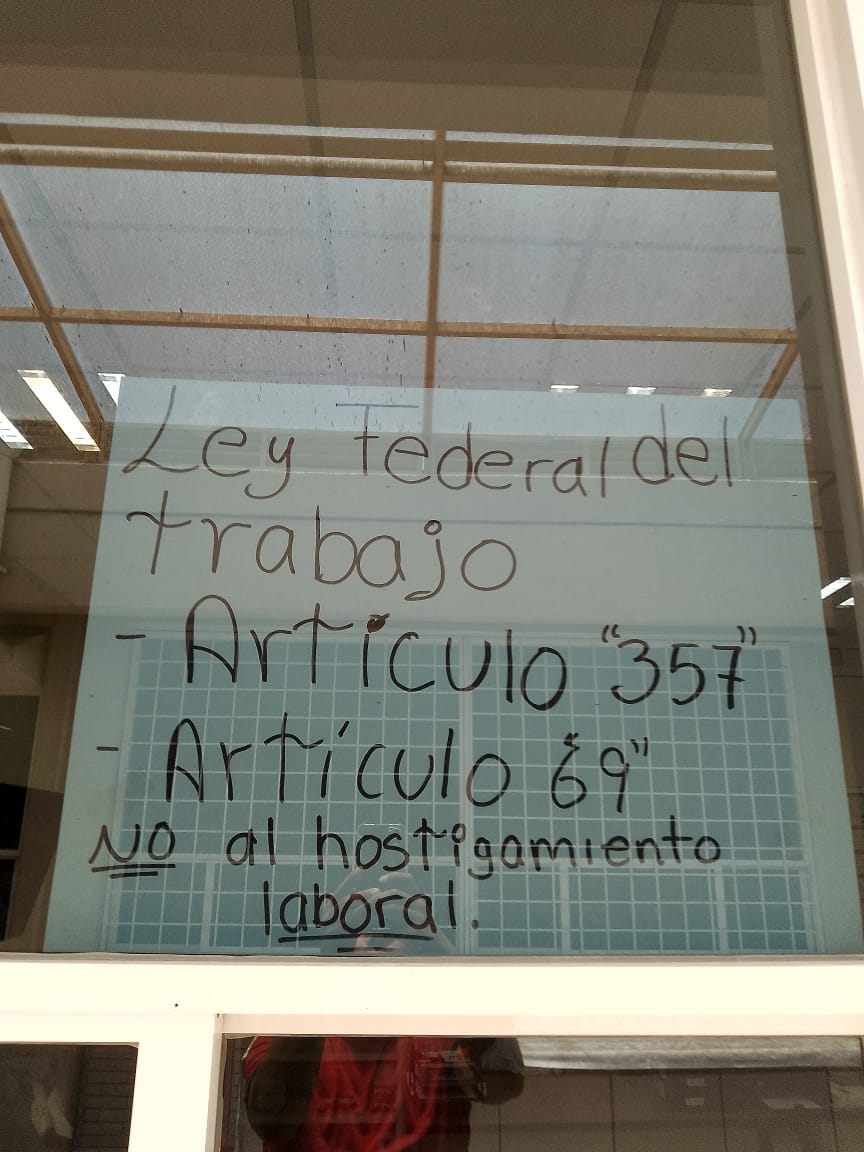 Ley Federal del
trabajo
- Artículo "357"
- Artículo "69"
NO al hostigamiento
laboral.